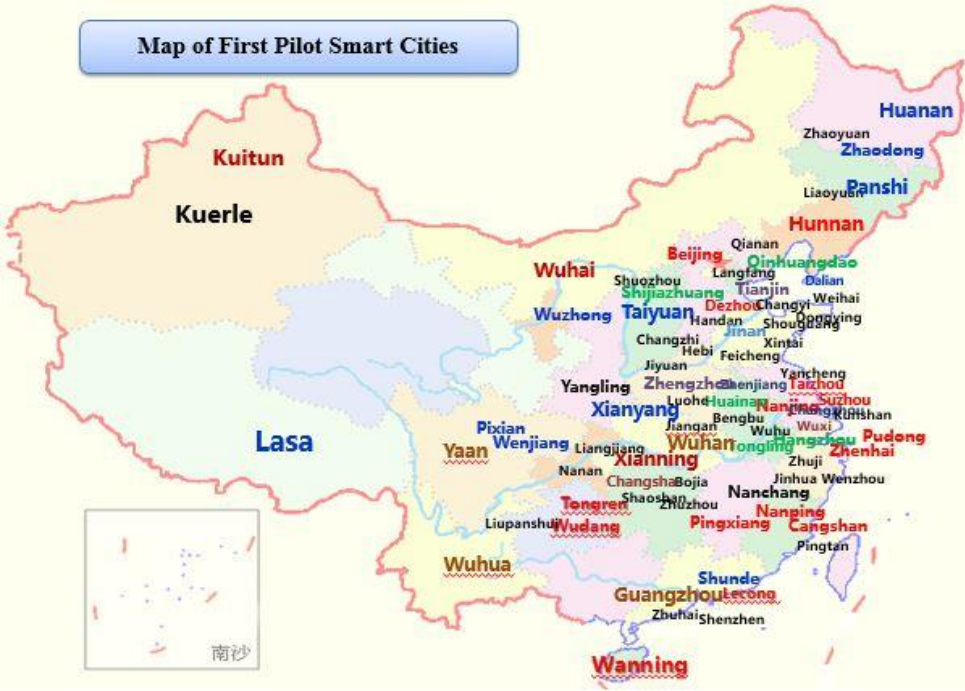 Map of First Pilot Smart Cities
Huanan
Zhaoyuan
Zhaodong
Kuitun
Liaoyuan
Panshi
Kuerle
Hunnan
Qianan
Beijing
Qinhuangdao
Wuhai
Langfang
Shuozhou
Dalian
Shijiazhuang
Tianjin
Weihai
Dezhou
Changyi
Wuzhong
Taiyuan
Handan
Dongying
Shouguang
Jinan
Changzhi
Xintai
Hebi
Feicheng
Jiyuan
Yancheng
Yangling
Zhengzhou
Zhenjiang
Taizhou
Luohe
Huainan
Nanjing
Suzhou
Xianyang
Changzhou
Kunshan
Bengbu
Pixian
Jiangan
Wuhu
Wuxi
Lasa
Wenjiang
Wuhan
Hangzhou
Pudong
Yaan
Liangjiang
Tongling
Zhenhai
Xianning
Zhuji
Nanan
Changsha
Bojia
Jinhua
Wenzhou
Nanchang
Shaoshan
Zhuzhou
Tongren
Nanping
Liupanshui
Wudang
Pingxiang
Cangshan
Pingtan
Wuhua
Shunde
Guangzhou
Lecong
Zhuhai
Shenzhen
南沙
Wanning